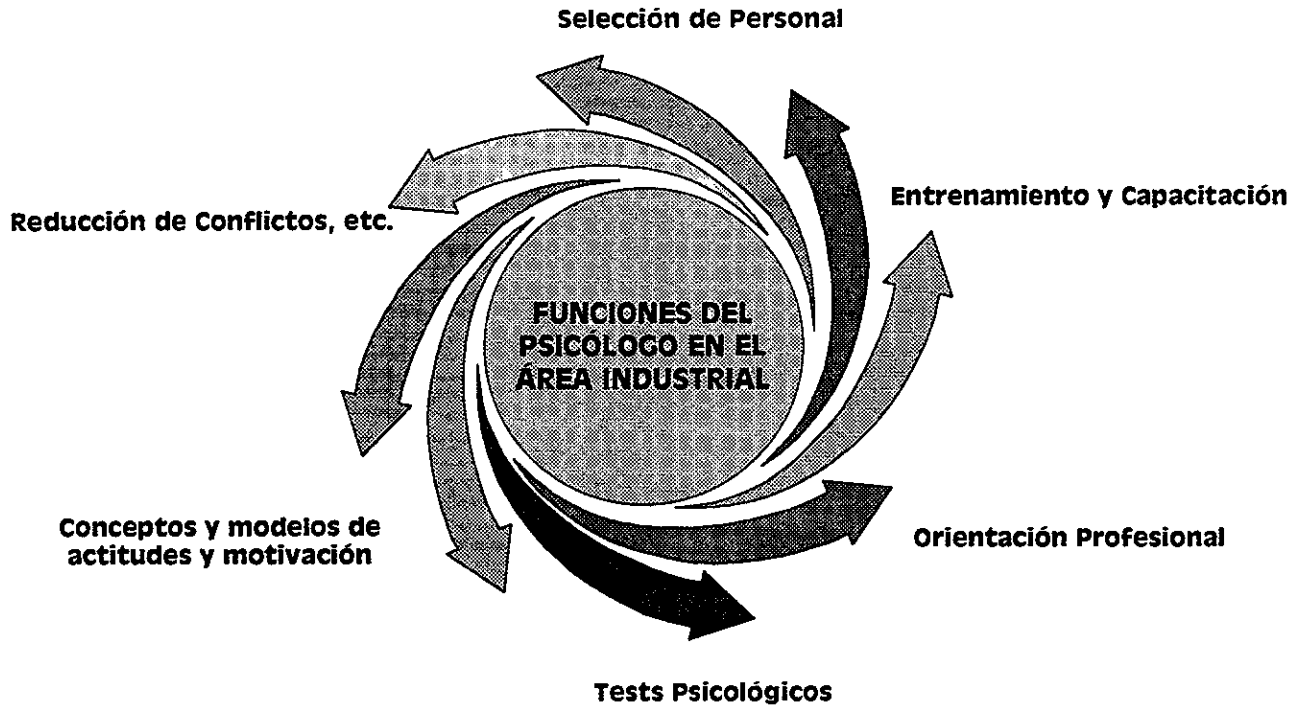 Selección de Personal
Entrenamiento y Capacitación
Reducción de Conflictos, etc.
FUNCIONES DEL
PSICÓLOGO EN EL
ÁREA INDUSTRIAL
Conceptos y modelos de
actitudes y motivación
Orientación Profesional
Tests Psicológicos